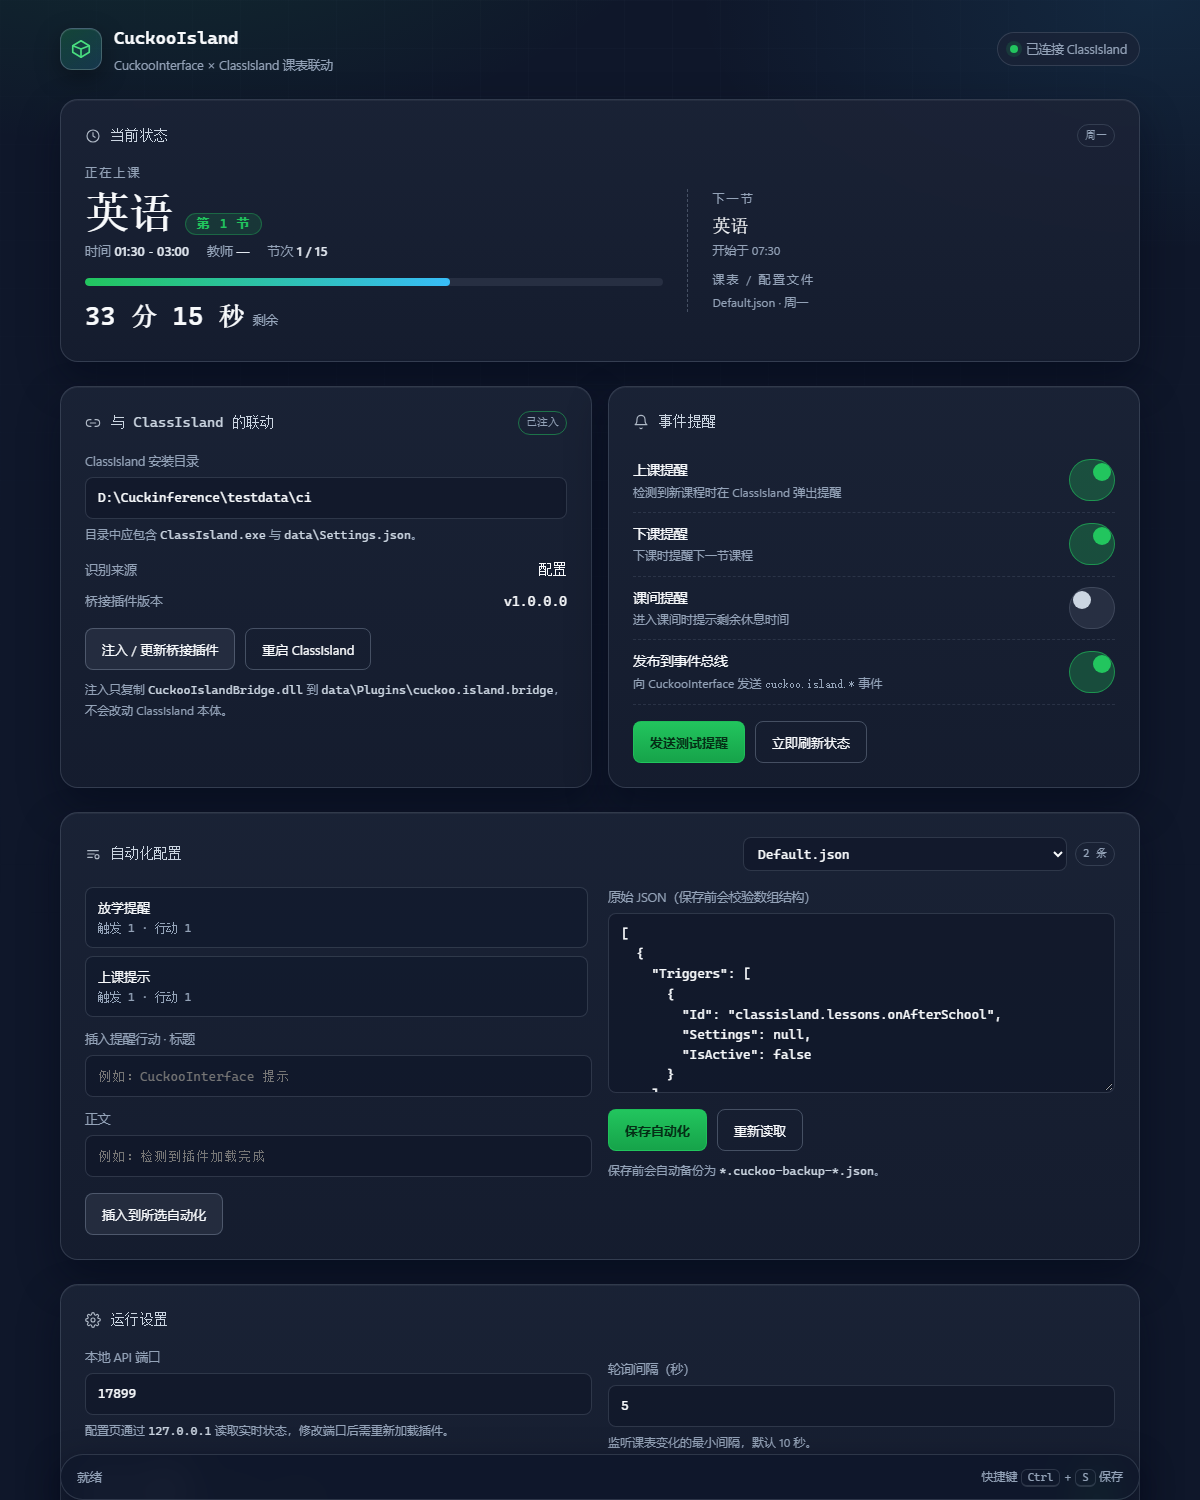 CuckooIsland
CuckooInterface × ClassIsland 课表联动
已连接 ClassIsland
当前状态
周一
正在上课
英语 第 1 节
时间 01:30 - 03:00 教师 — 节次 1 / 15
33 分 15 秒 剩余
下一节
英语
开始于 07:30
课表 / 配置文件
Default.json · 周一
与 ClassIsland 的联动
已注入
ClassIsland 安装目录
D:\Cuckinference\testdata\ci
目录中应包含 ClassIsland.exe 与 data\Settings.json。
识别来源 配置
桥接插件版本 v1.0.0.0
注入 / 更新桥接插件 重启 ClassIsland
注入只复制 CuckooIslandBridge.dll 到 data\Plugins\cuckoo.island.bridge，
不会改动 ClassIsland 本体。
事件提醒
上课提醒
检测到新课程时在 ClassIsland 弹出提醒
下课提醒
下课时提醒下一节课程
课间提醒
进入课间时提示剩余休息时间
发布到事件总线
向 CuckooInterface 发送 cuckoo.island.* 事件
发送测试提醒 立即刷新状态
自动化配置
Default.json
2 条
放学提醒
触发 1 · 行动 1
上课提示
触发 1 · 行动 1
插入提醒行动 · 标题
例如: CuckooInterface 提示
正文
例如: 检测到插件加载完成
插入到所选自动化
原始 JSON（保存前会校验数组结构）
[
{
"Triggers": [
{
"Id": "classisland.lessons.onAfterSchool",
"Settings": null,
"IsActive": false
}
]
保存自动化 重新读取
保存前会自动备份为 *.cuckoo-backup-*.json。
运行设置
本地 API 端口
17899
配置页通过 127.0.0.1 读取实时状态，修改端口后需重新加载插件。
轮询间隔（秒）
5
监听课表变化的最小间隔，默认 10 秒。
就绪
快捷键 Ctrl + S 保存